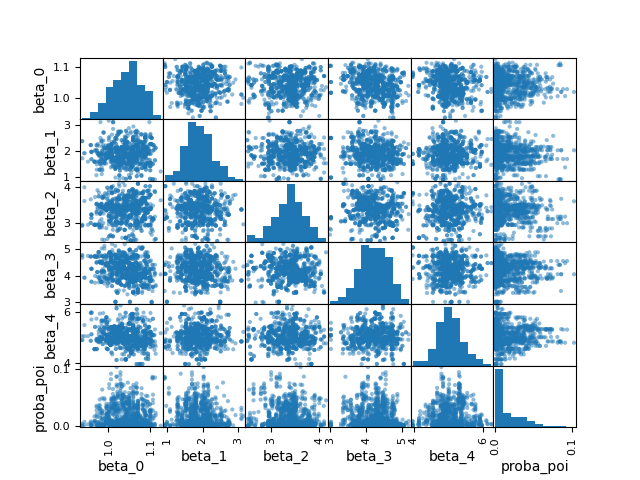 beta_0
1.1
1.0
beta_1
3
2
1
beta_2
4
3
beta_3
5
4
3
beta_4
6
4
proba_poi
0.1
0.0
1.0 1.1 1 2 3 3 4 3 4 5 4 6 0.0 0.1
beta_0 beta_1 beta_2 beta_3 beta_4 proba_poi